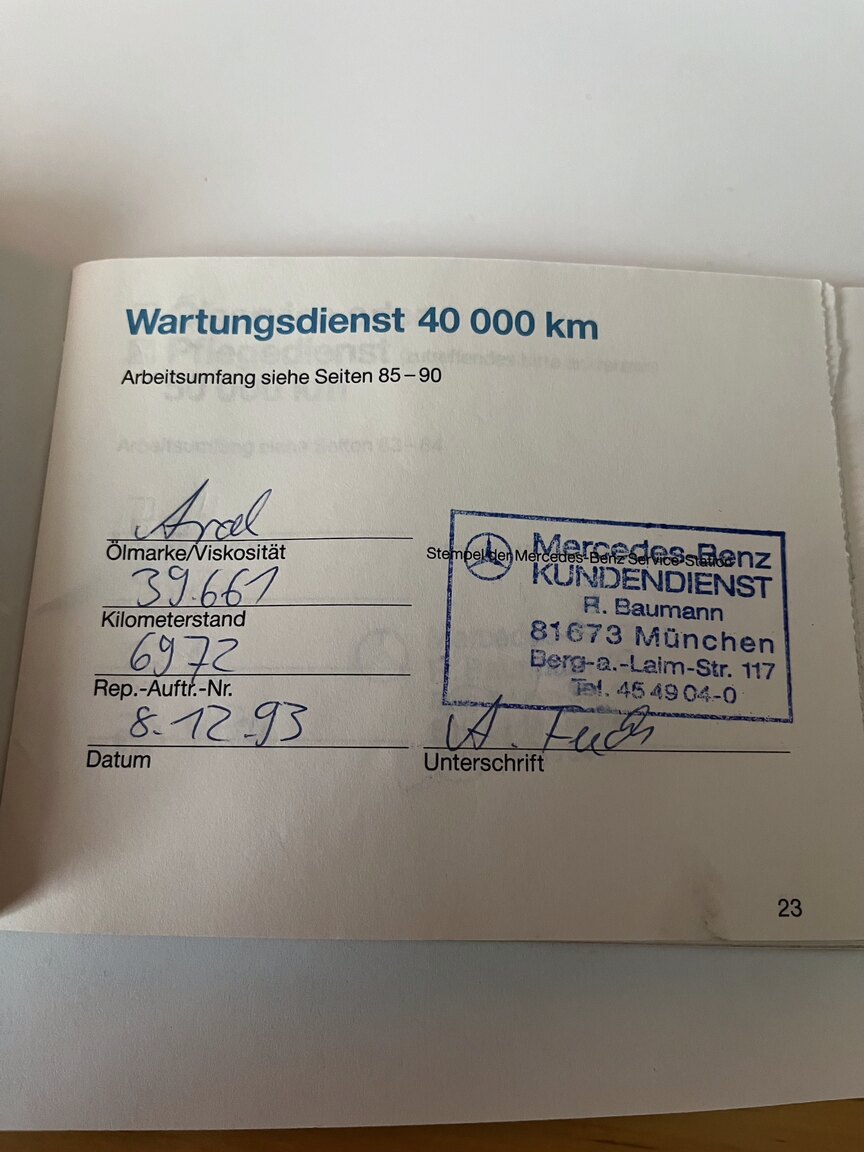 Wartungsdienst 40 000 km
Arbeitsumfang siehe Seiten 85–90
Aral
Ölmarke/Viskosität
39.661
Kilometerstand
6972
Rep.-Auftr.-Nr.
8.12.93
Datum
Stempel der Mercedes-Benz Service-Station
Mercedes-Benz
KUNDENDIENST
R. Baumann
81673 München
Berg-a.-Laim-Str. 117
Tel. 45 49 04-0
A. Fuchs
Unterschrift
23